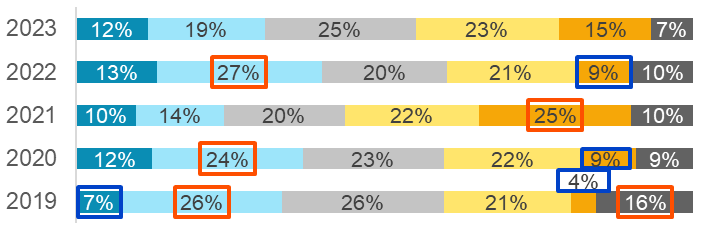 2023 12% 19% 25% 23% 15% 7%
2022 13% 27% 20% 21% 9% 10%
2021 10% 14% 20% 22% 25% 10%
2020 12% 24% 23% 22% 9% 9%
4%
2019 7% 26% 26% 21% 16%